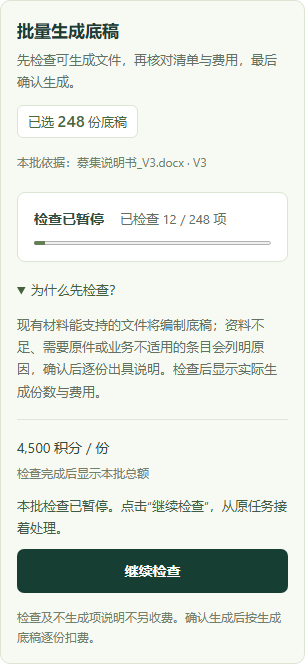 批量生成底稿
先检查可生成文件，再核对清单与费用，最后
确认生成。
已选 248 份底稿
本批依据：募集说明书_V3.docx · V3
检查已暂停 已检查 12 / 248 项
▼ 为什么先检查？
现有材料能支持的文件将编制底稿；资料不
足、需要原件或业务不适用的条目会列明原
因，确认后逐份出具说明。检查后显示实际生
成份数与费用。
4,500 积分 / 份
检查完成后显示本批总额
本批检查已暂停。点击“继续检查”，从原任务接
着处理。
继续检查
检查及不生成项说明不另收费。确认生成后按生成
底稿逐份扣费。